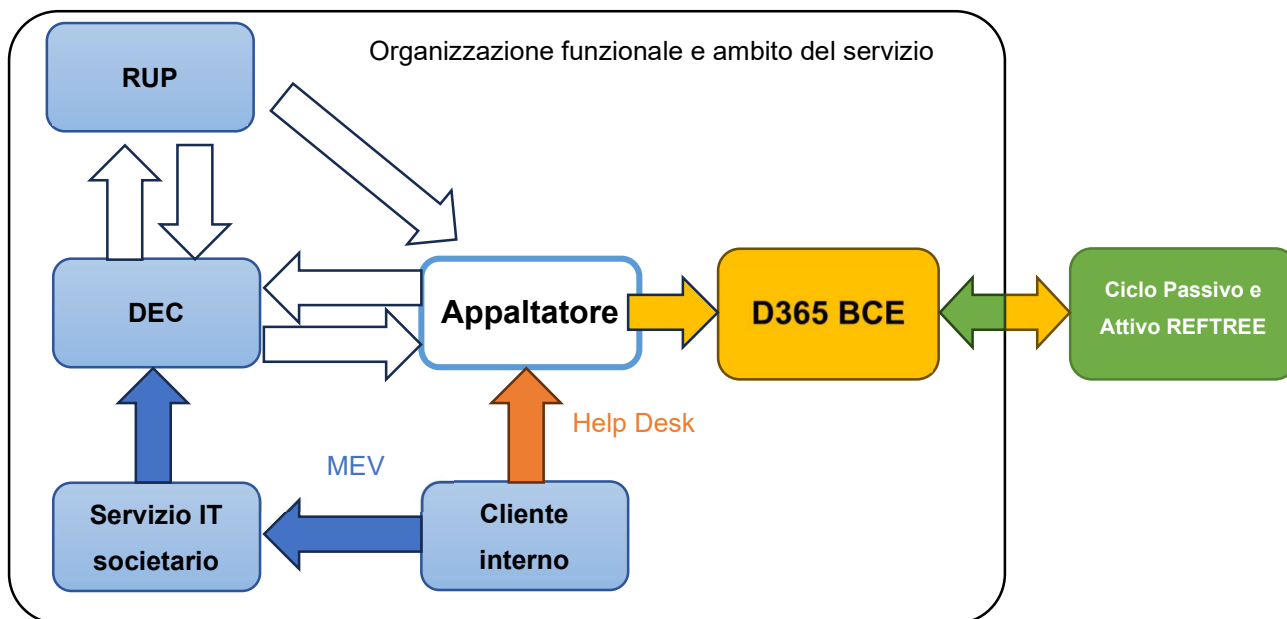 Organizzazione funzionale e ambito del servizio
RUP
DEC
Appaltatore
D365 BCE
Ciclo Passivo e
Attivo REFTREE
Help Desk
MEV
Servizio IT
societario
Cliente
interno